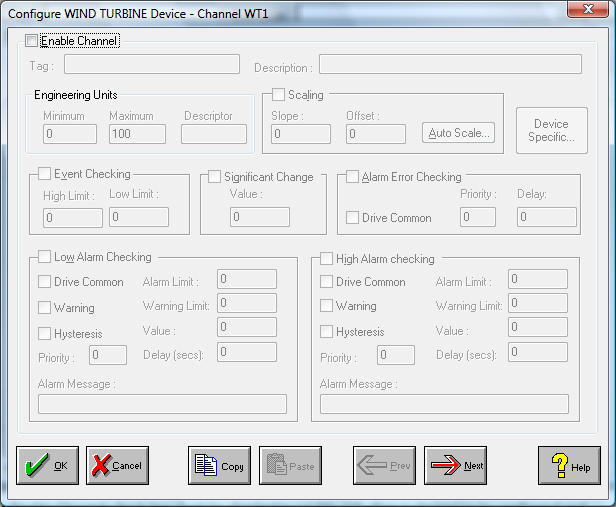 Configure WIND TURBINE Device - Channel WT1
Enable Channel
Tag : Description :
Engineering Units
Minimum Maximum Descriptor
0 100
Scaling
Slope : Offset :
0 0 Auto Scale...
Device Specific...
Event Checking
High Limit : Low Limit :
0 0
Significant Change
Value :
0
Alarm Error Checking
Priority : Delay:
Drive Common 0 0
Low Alarm Checking
Drive Common Alarm Limit : 0
Warning Warning Limit: 0
Hysteresis Value : 0
Priority : 0 Delay (secs): 0
Alarm Message :
High Alarm checking
Drive Common Alarm Limit : 0
Warning Warning Limit: 0
Hysteresis Value : 0
Priority : 0 Delay (secs): 0
Alarm Message :
OK Cancel Copy Paste Prev Next Help